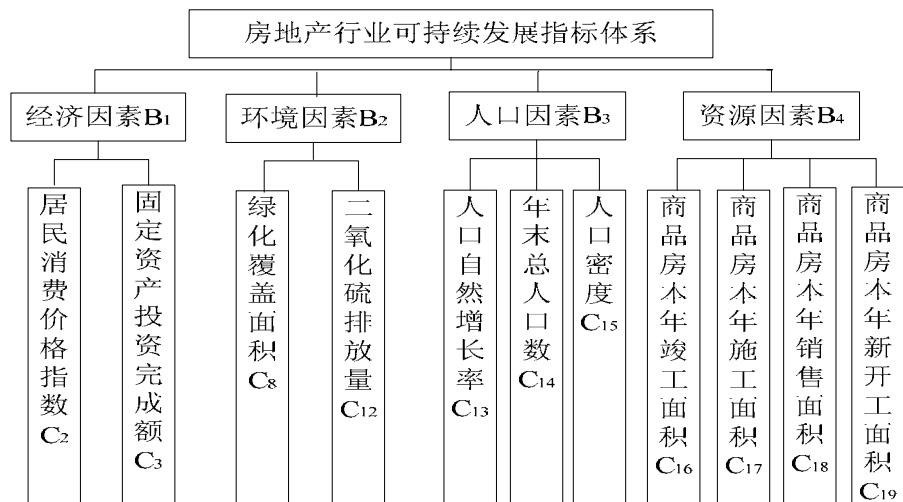 房地产行业可持续发展指标体系
经济因素B1
环境因素B2
人口因素B3
资源因素B4
居民消费价格指数C2
固定资产投资完成额C3
绿化覆盖面积C8
二氧化硫排放量C12
人口自然增长率C13
年末总人口数C14
人口密度C15
商品房本年竣工面积C16
商品房本年施工面积C17
商品房本年销售面积C18
商品房本年新开工面积C19